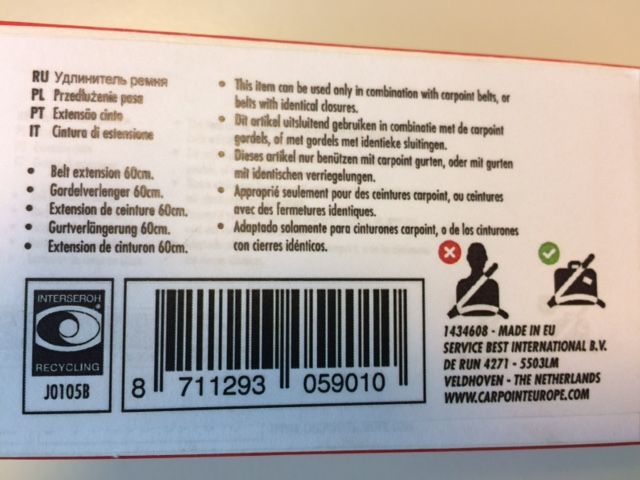 RU Удлинитель ремня
PL Przedłużenie pasa
PT Extensão cinto
IT Cintura di estensione
• Belt extension 60cm.
• Gordelverlenger 60cm.
• Extension de ceinture 60cm.
• Gurtverlängerung 60cm.
• Extension de cinturon 60cm.
• This item can be used only in combination with carpoint belts, or
belts with identical closures.
• Dit artikel uitsluitend gebruiken in combinatie met de carpoint
gordels, of met gordels met identieke sluitingen.
• Dieses artikel nur benützen mit carpoint gurten, oder mit gurten
mit identischen verriegelungen.
• Approprié seulement pour des ceintures carpoint, ou ceintures
avec des fermetures identiques.
• Adaptado solamente para cinturones carpoint, o de los cinturones
con cierres idénticos.
INTERSEROH
RECYCLING
J0105B
8 711293 059010
1434608 - MADE IN EU
SERVICE BEST INTERNATIONAL B.V.
DE RUN 4271 - 5503LM
VELDHOVEN - THE NETHERLANDS
WWW.CARPOINTEUROPE.COM